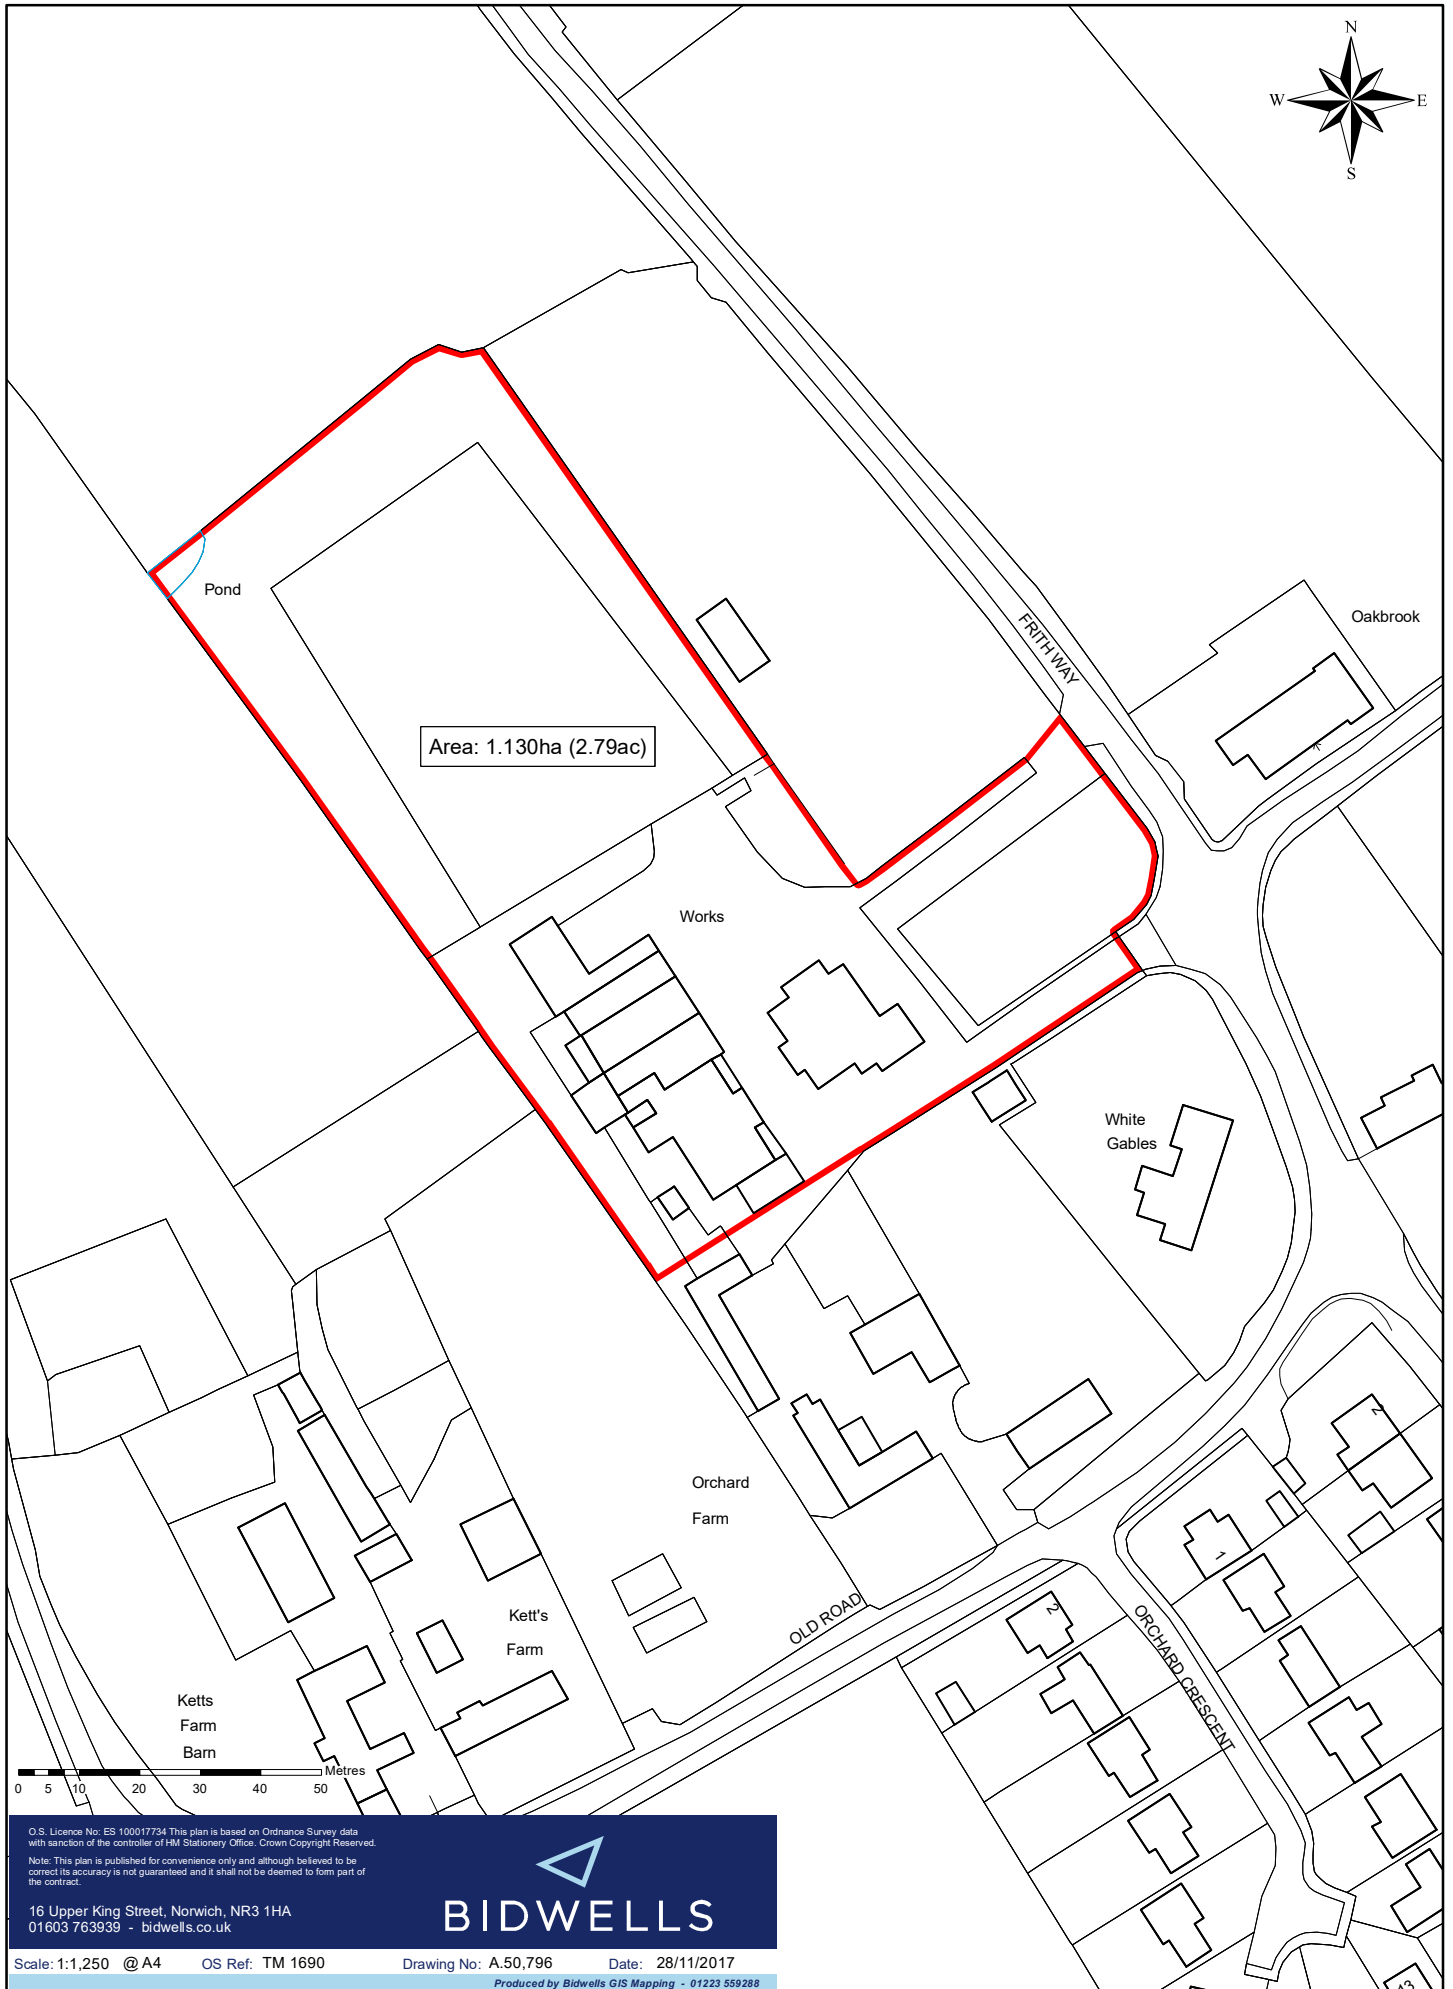 N
W E
S
FRITH WAY
Oakbrook
Pond
Area: 1.130ha (2.79ac)
Works
White
Gables
Orchard
Farm
Kett's
Farm
OLD ROAD
ORCHARD CRESCENT
2
1
2
Ketts
Farm
Barn
Metres
0 5 10 20 30 40 50
13
O.S. Licence No: ES 100017734 This plan is based on Ordnance Survey data
with sanction of the controller of HM Stationery Office. Crown Copyright Reserved.
Note: This plan is published for convenience only and although believed to be
correct its accuracy is not guaranteed and it shall not be deemed to form part of
the contract.
16 Upper King Street, Norwich, NR3 1HA
01603 763939 - bidwells.co.uk
BIDWELLS
Scale: 1:1,250 @ A4 OS Ref: TM 1690 Drawing No: A.50,796 Date: 28/11/2017
Produced by Bidwells GIS Mapping - 01223 559288